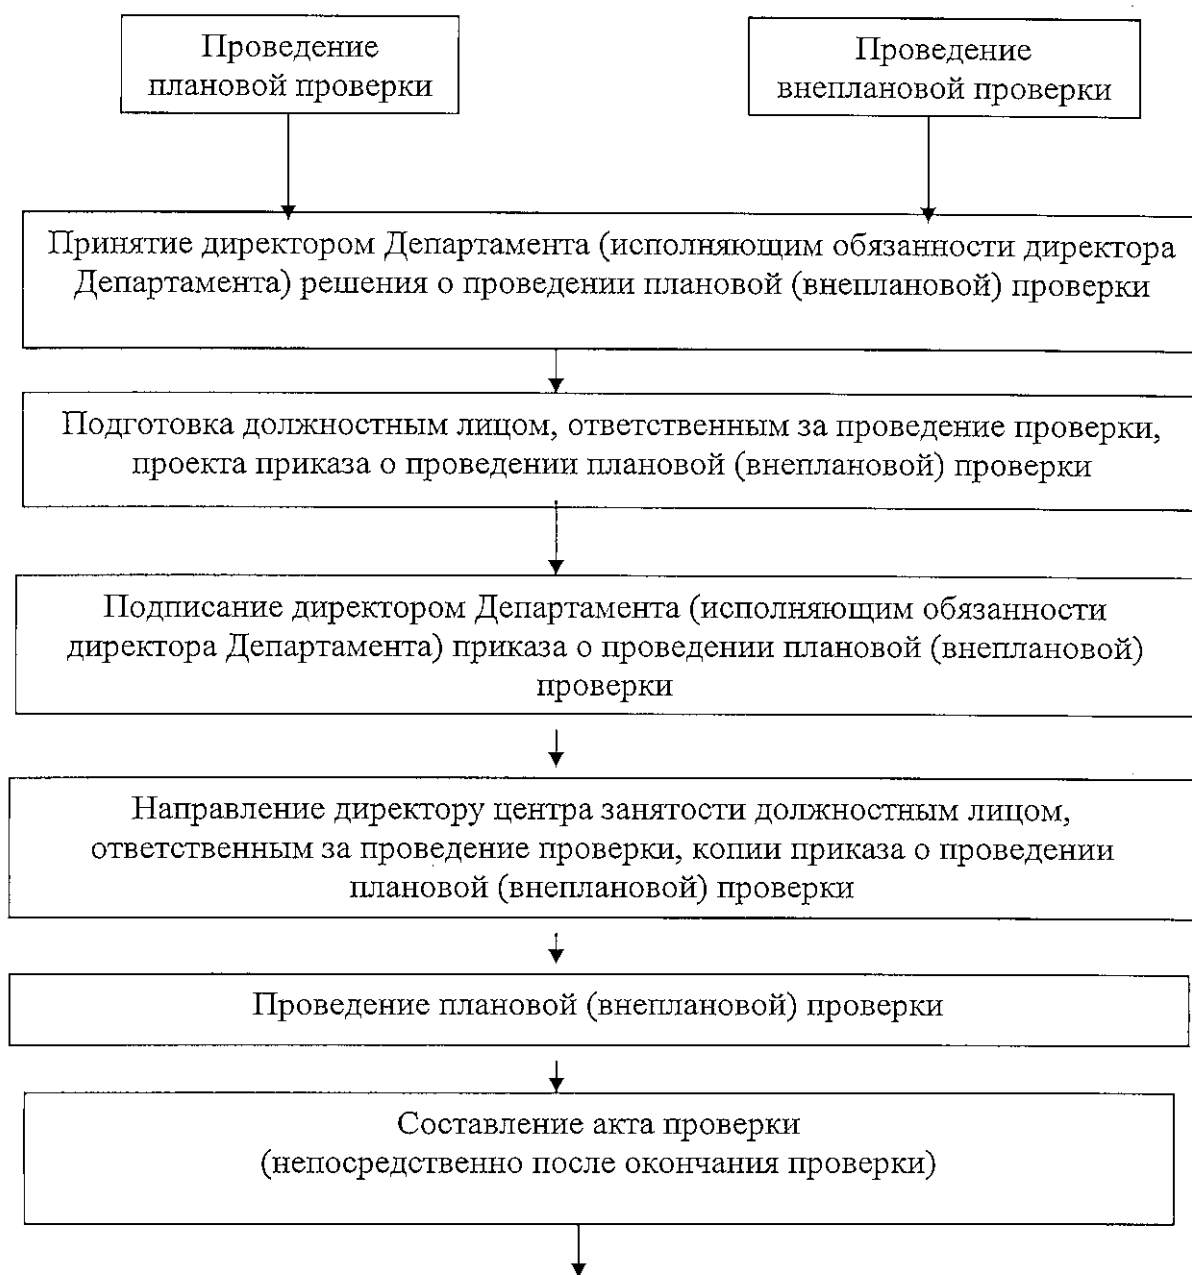 Проведение
плановой проверки
Проведение
внеплановой проверки
Принятие директором Департамента (исполняющим обязанности директора
Департамента) решения о проведении плановой (внеплановой) проверки
Подготовка должностным лицом, ответственным за проведение проверки,
проекта приказа о проведении плановой (внеплановой) проверки
Подписание директором Департамента (исполняющим обязанности
директора Департамента) приказа о проведении плановой (внеплановой)
проверки
Направление директору центра занятости должностным лицом,
ответственным за проведение проверки, копии приказа о проведении
плановой (внеплановой) проверки
Проведение плановой (внеплановой) проверки
Составление акта проверки
(непосредственно после окончания проверки)